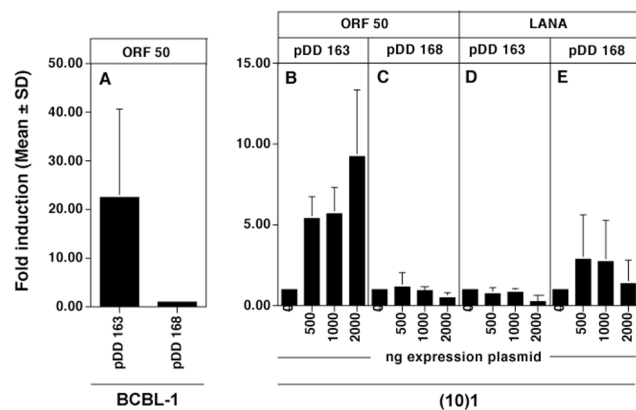 ORF 50
ORF 50
LANA
pDD 163
pDD 168
pDD 163
pDD 168
A
B
C
D
E
Fold induction (Mean ± SD)
50.00
40.00
30.00
20.00
10.00
0.00
15.00
10.00
5.00
0.00
pDD 163
pDD 168
0
500
1000
2000
0
500
1000
2000
0
500
1000
2000
0
500
1000
2000
ng expression plasmid
BCBL-1
(10)1